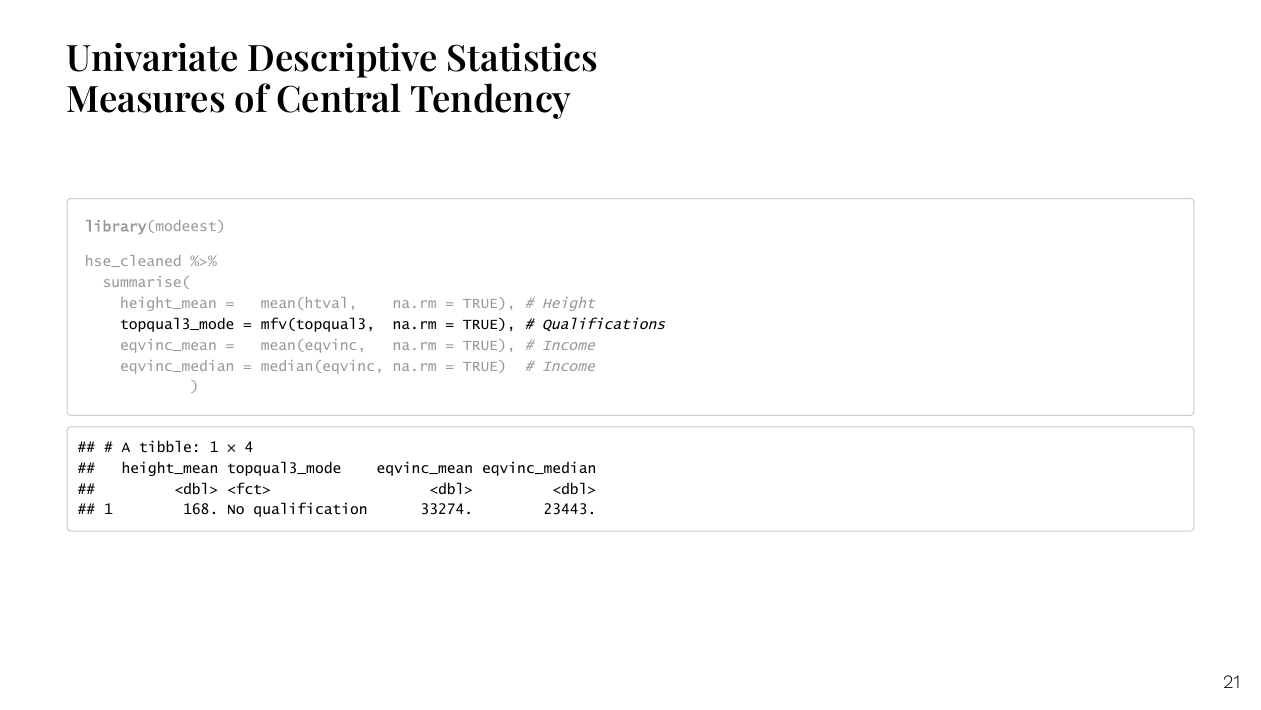 Univariate Descriptive Statistics
Measures of Central Tendency
library(modeest)
hse_cleaned %>%
  summarise(
    height_mean =   mean(htval,    na.rm = TRUE), # Height
    topqual3_mode = mfv(topqual3,  na.rm = TRUE), # Qualifications
    eqvinc_mean =   mean(eqvinc,   na.rm = TRUE), # Income
    eqvinc_median = median(eqvinc, na.rm = TRUE)  # Income
            )
## # A tibble: 1 × 4
##   height_mean topqual3_mode    eqvinc_mean eqvinc_median
##         <dbl> <fct>                  <dbl>         <dbl>
## 1        168. No qualification      33274.        23443.
21